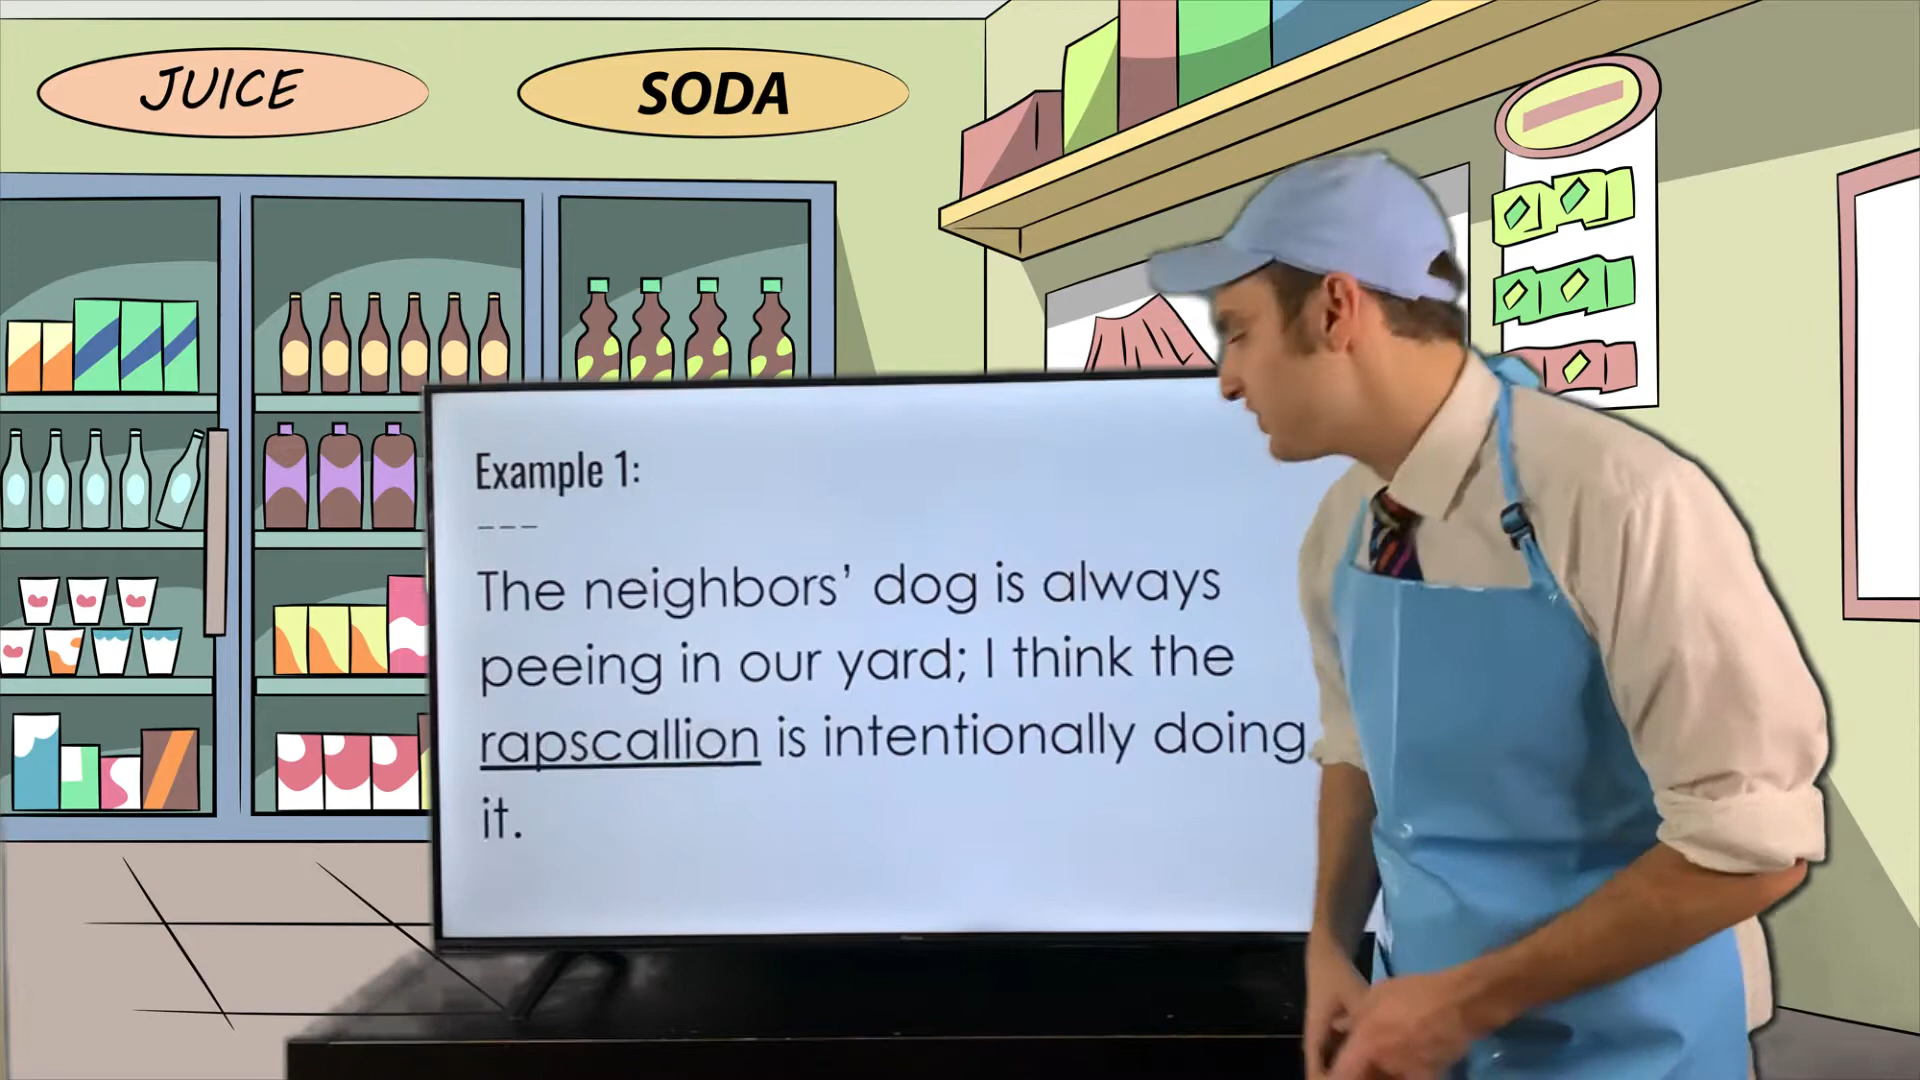 JUICE
SODA
Example 1:
The neighbors’ dog is always
peeing in our yard; I think the
rapscallion is intentionally doing
it.